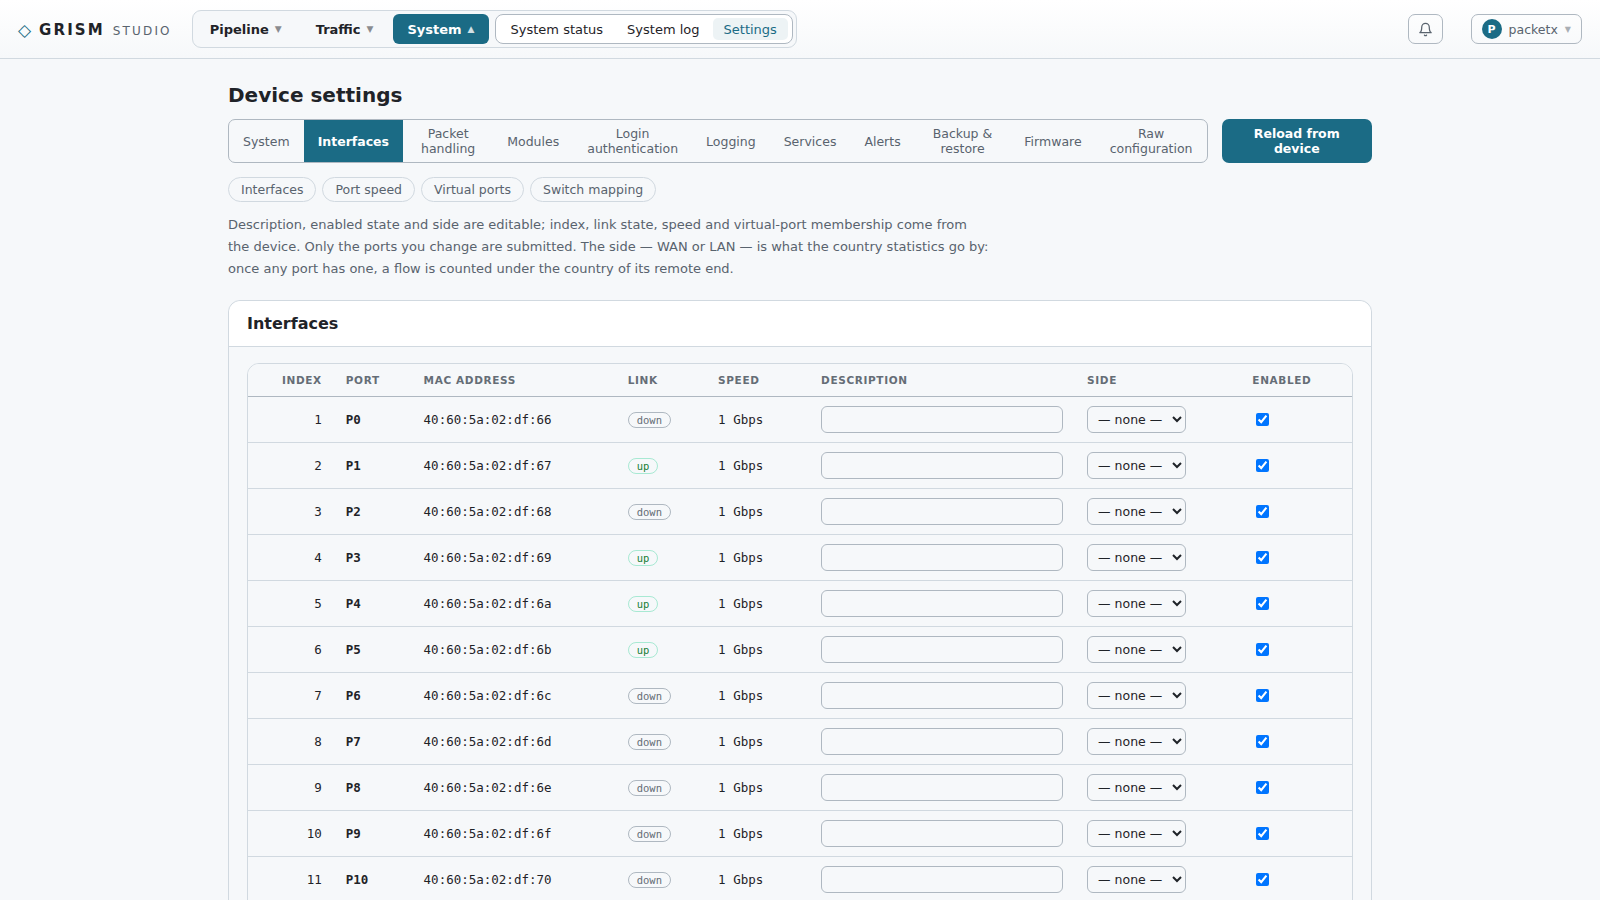 ◇ GRISM STUDIO
Pipeline ▼
Traffic ▼
System ▲
System status
System log
Settings
P packetx ▼
Device settings
System
Interfaces
Packet handling
Modules
Login authentication
Logging
Services
Alerts
Backup & restore
Firmware
Raw configuration
Reload from device
Interfaces
Port speed
Virtual ports
Switch mapping
Description, enabled state and side are editable; index, link state, speed and virtual-port membership come from
the device. Only the ports you change are submitted. The side — WAN or LAN — is what the country statistics go by:
once any port has one, a flow is counted under the country of its remote end.
Interfaces
INDEX PORT MAC ADDRESS LINK SPEED DESCRIPTION SIDE ENABLED
1 P0 40:60:5a:02:df:66 down 1 Gbps — none —
2 P1 40:60:5a:02:df:67 up 1 Gbps — none —
3 P2 40:60:5a:02:df:68 down 1 Gbps — none —
4 P3 40:60:5a:02:df:69 up 1 Gbps — none —
5 P4 40:60:5a:02:df:6a up 1 Gbps — none —
6 P5 40:60:5a:02:df:6b up 1 Gbps — none —
7 P6 40:60:5a:02:df:6c down 1 Gbps — none —
8 P7 40:60:5a:02:df:6d down 1 Gbps — none —
9 P8 40:60:5a:02:df:6e down 1 Gbps — none —
10 P9 40:60:5a:02:df:6f down 1 Gbps — none —
11 P10 40:60:5a:02:df:70 down 1 Gbps — none —